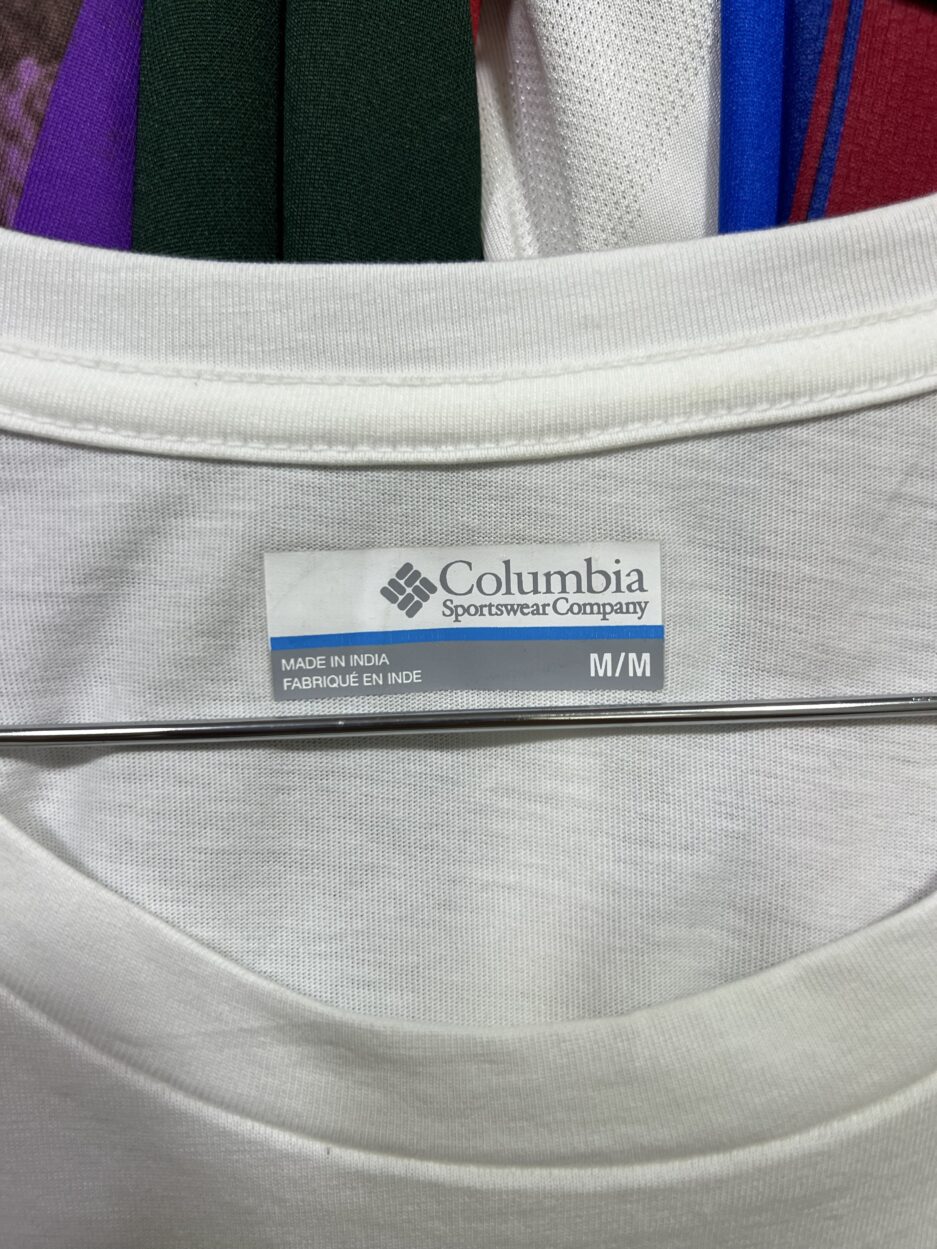 Columbia
Sportswear Company
MADE IN INDIA
FABRIQUÉ EN INDE
M/M